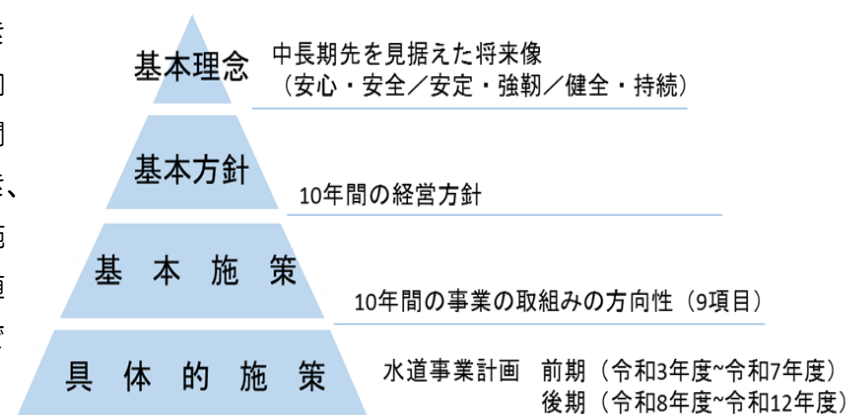 基本理念
中長期先を見据えた将来像
（安心・安全／安定・強靭／健全・持続）
基本方針
10年間の経営方針
基本施策
10年間の事業の取組みの方向性（9項目）
具体的施策
水道事業計画 前期（令和3年度~令和7年度）
後期（令和8年度~令和12年度）